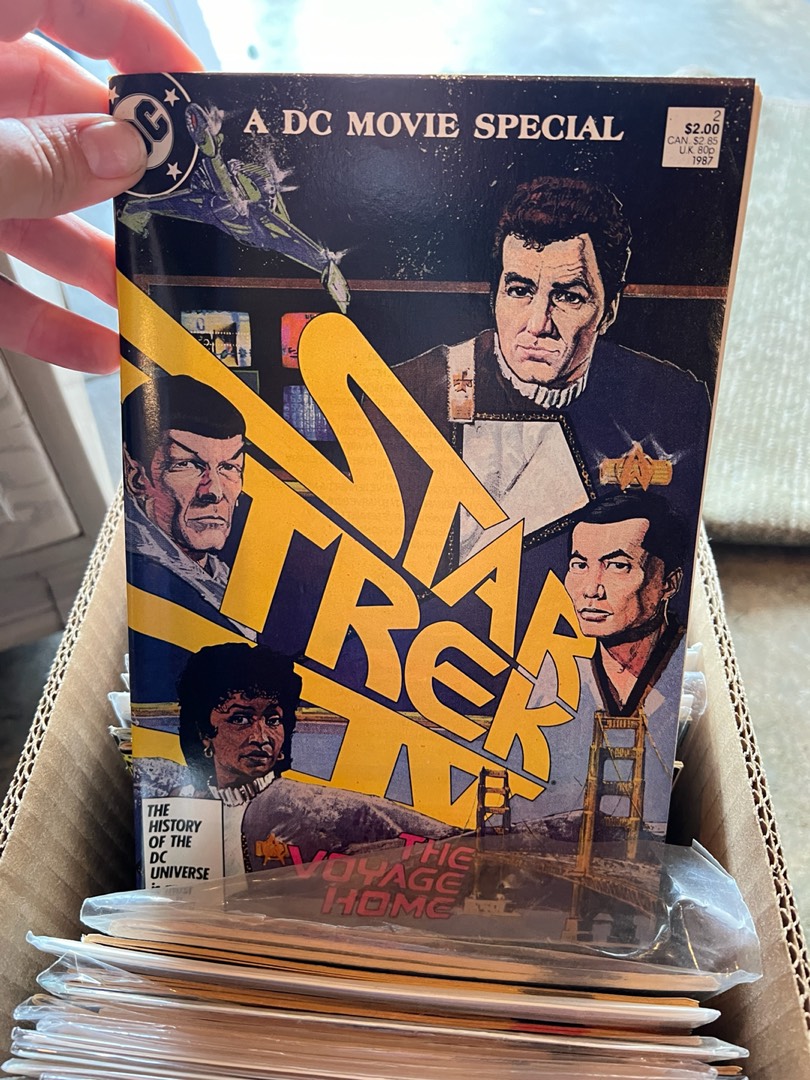 DC
A DC MOVIE SPECIAL
2
$2.00
CAN. $2.85
U.K. 80p
1987
STAR
TREK
IV
THE
VOYAGE
HOME
THE
HISTORY
OF THE
DC
UNIVERSE